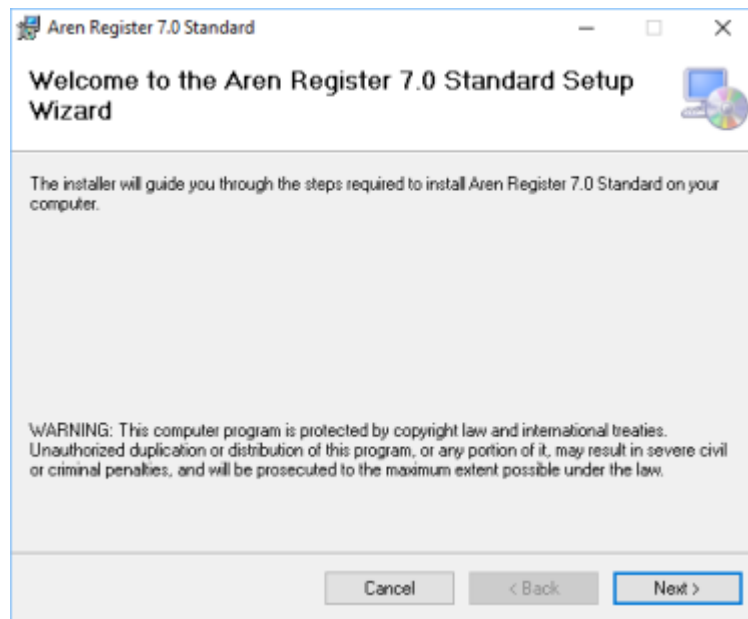 Aren Register 7.0 Standard
Welcome to the Aren Register 7.0 Standard Setup
Wizard
The installer will guide you through the steps required to install Aren Register 7.0 Standard on your
computer.
WARNING: This computer program is protected by copyright law and international treaties.
Unauthorized duplication or distribution of this program, or any portion of it, may result in severe civil
or criminal penalties, and will be prosecuted to the maximum extent possible under the law.
Cancel
< Back
Next >